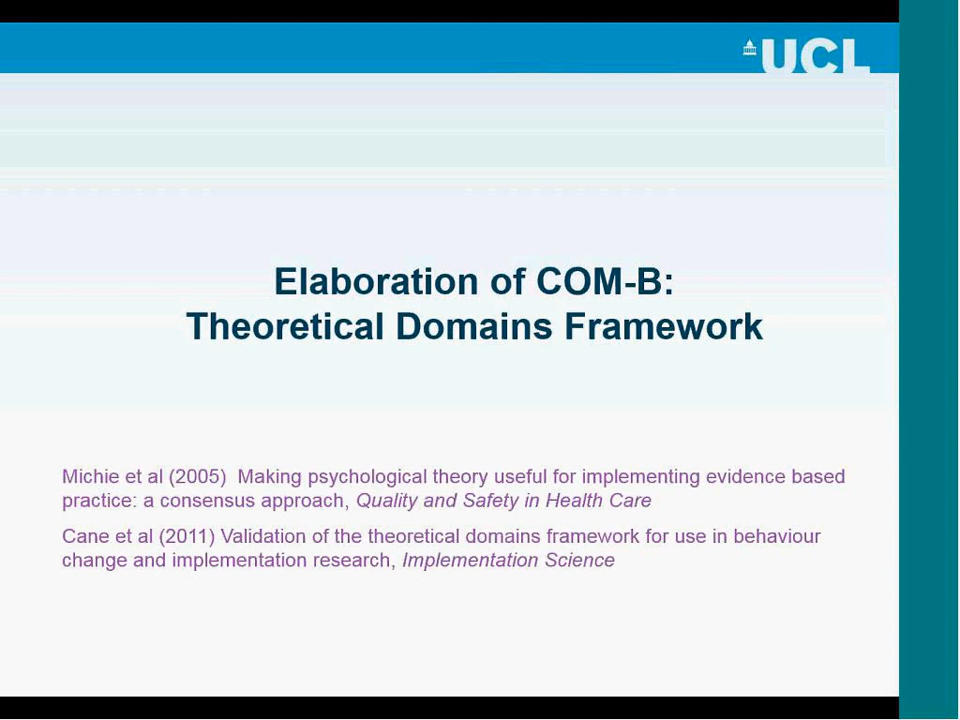 UCL
Elaboration of COM-B:
Theoretical Domains Framework
Michie et al (2005)  Making psychological theory useful for implementing evidence based
practice: a consensus approach, Quality and Safety in Health Care
Cane et al (2011) Validation of the theoretical domains framework for use in behaviour
change and implementation research, Implementation Science